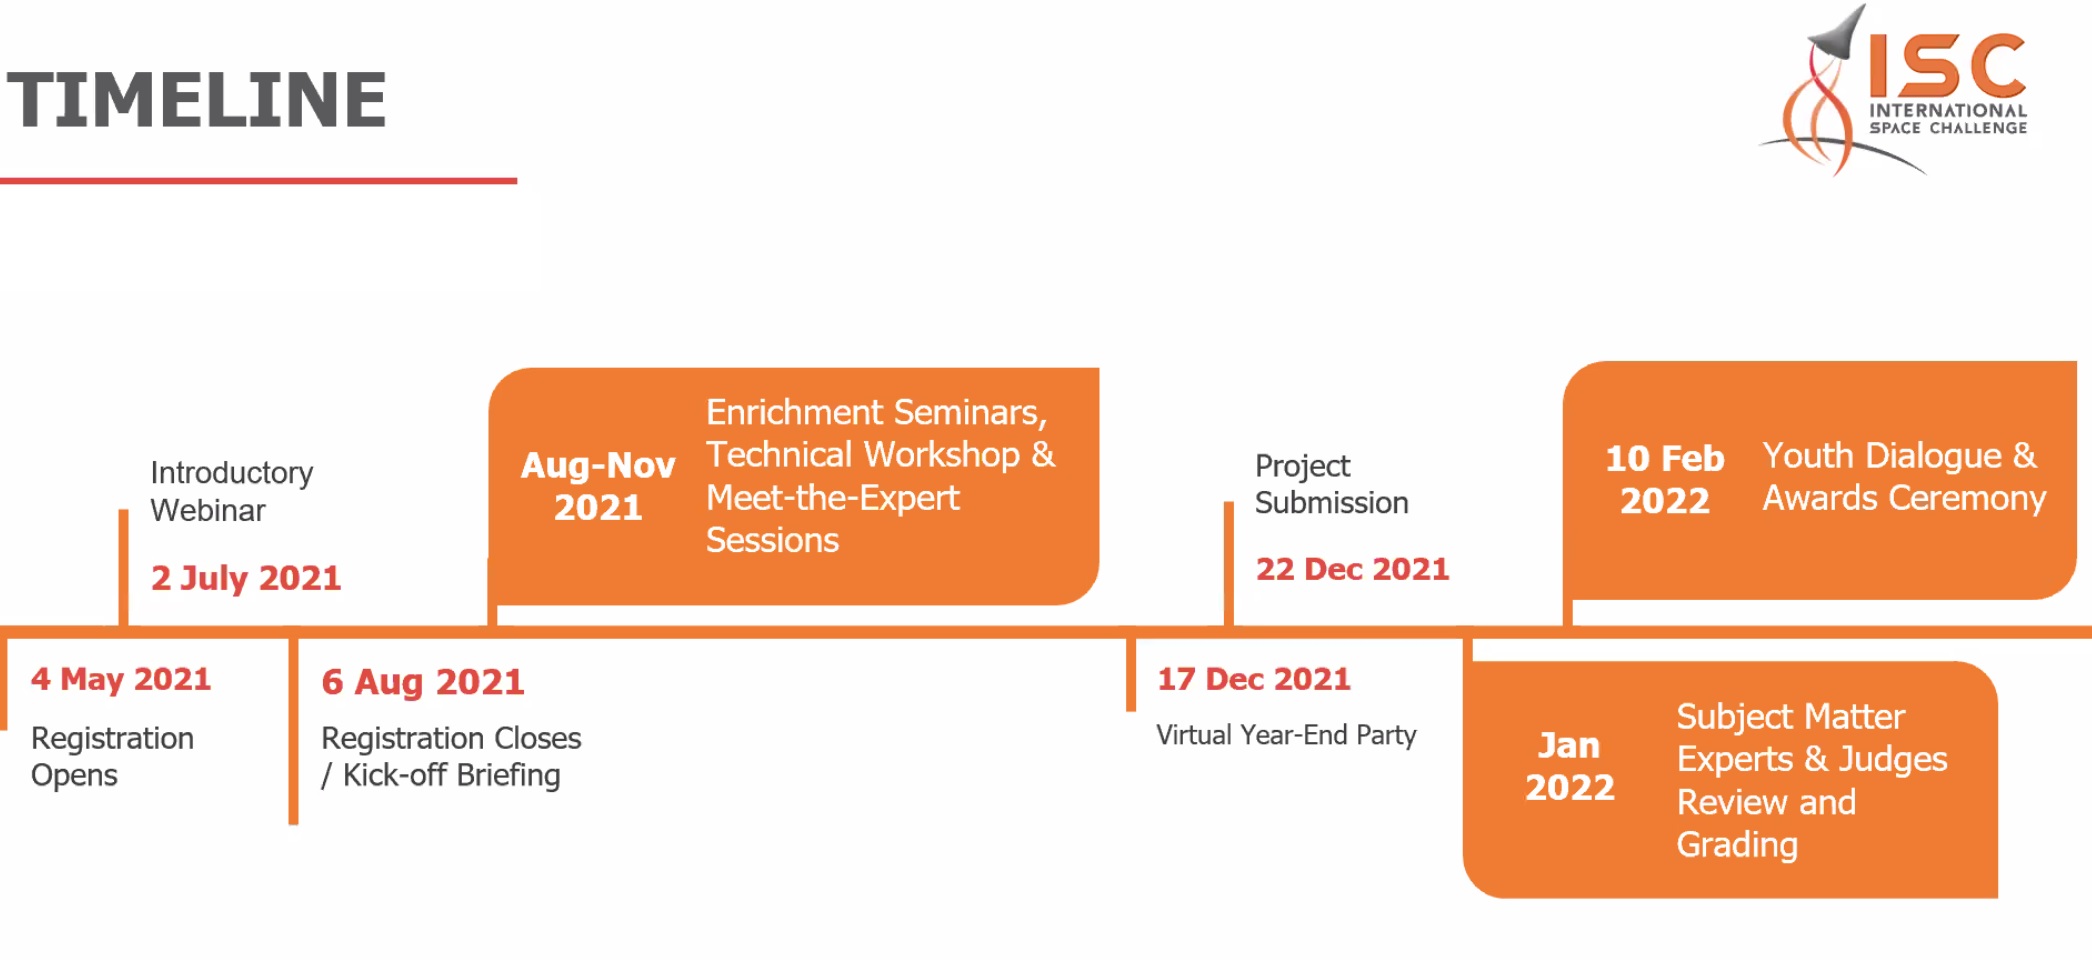 TIMELINE
ISC
INTERNATIONAL
SPACE CHALLENGE
Introductory
Webinar
2 July 2021
Aug-Nov
2021
Enrichment Seminars,
Technical Workshop &
Meet-the-Expert
Sessions
Project
Submission
22 Dec 2021
10 Feb
2022
Youth Dialogue &
Awards Ceremony
4 May 2021
Registration
Opens
6 Aug 2021
Registration Closes
/ Kick-off Briefing
17 Dec 2021
Virtual Year-End Party
Jan
2022
Subject Matter
Experts & Judges
Review and
Grading